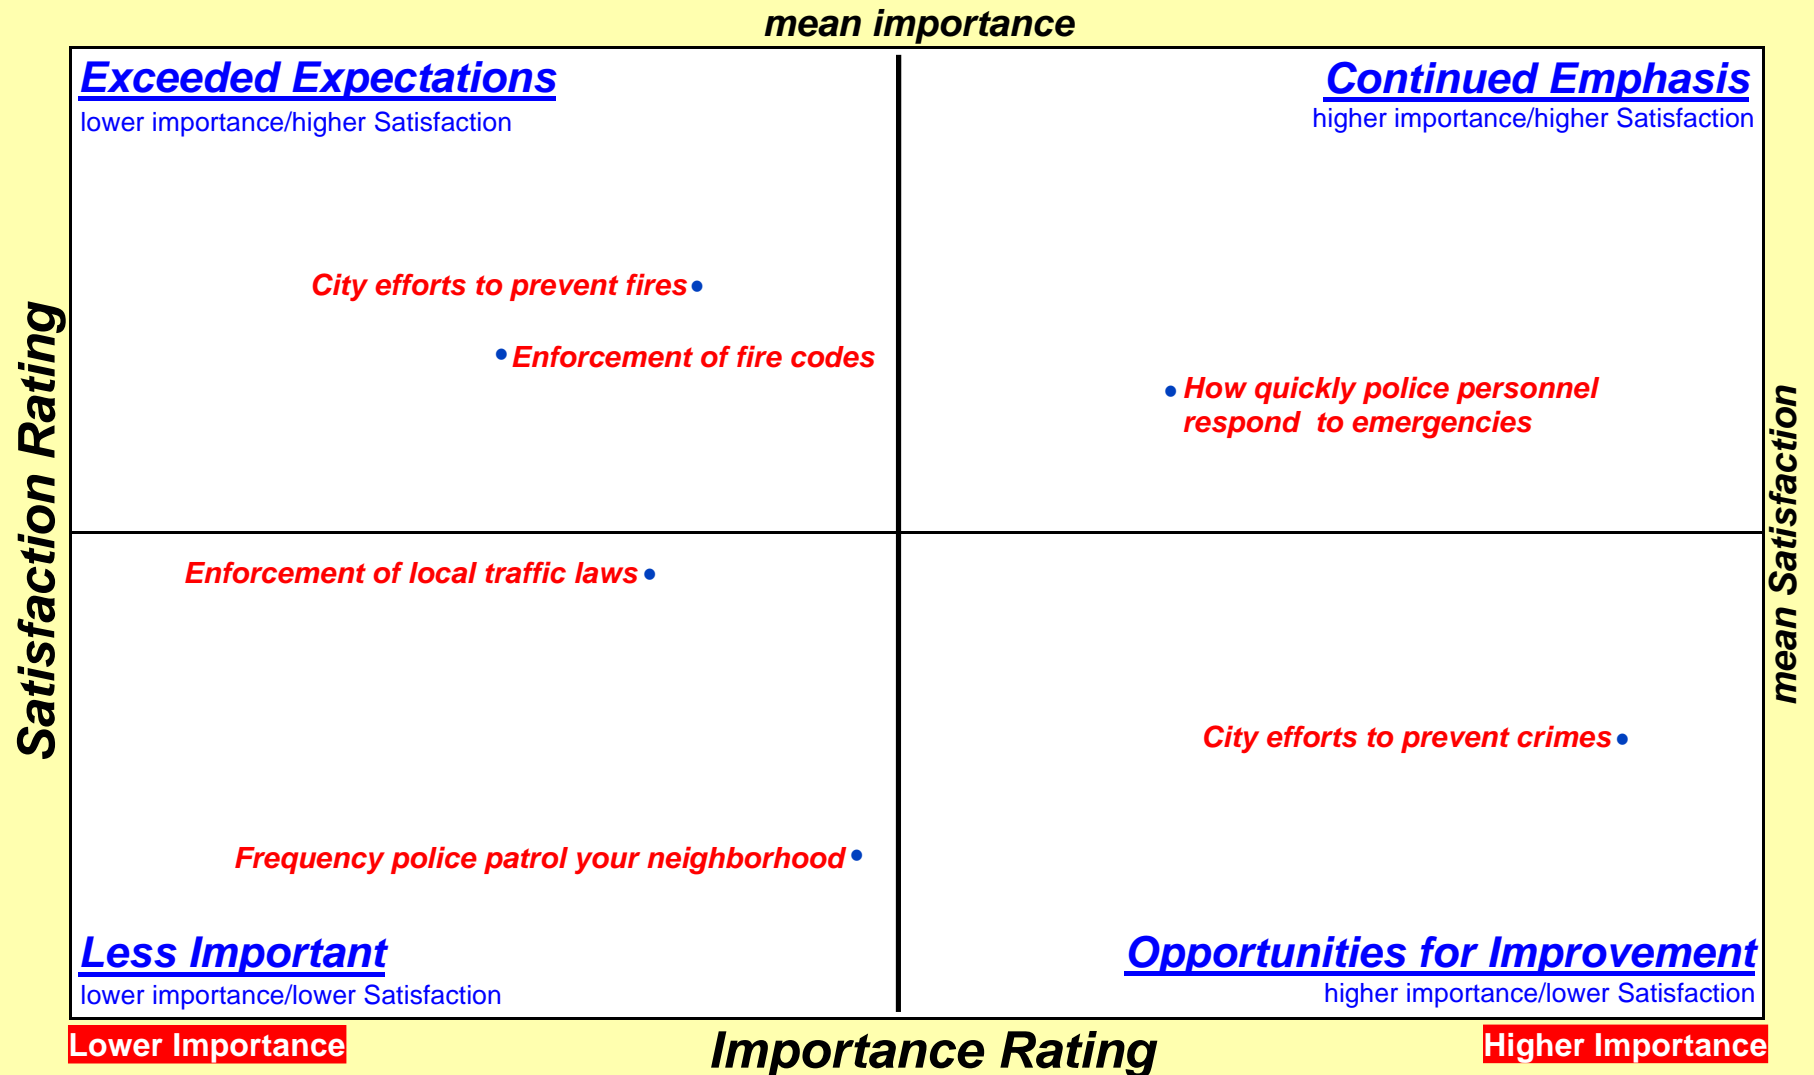 mean importance
Exceeded Expectations
lower importance/higher Satisfaction
Continued Emphasis
higher importance/higher Satisfaction
City efforts to prevent fires
Enforcement of fire codes
How quickly police personnel
respond to emergencies
Satisfaction Rating
mean Satisfaction
Enforcement of local traffic laws
City efforts to prevent crimes
Frequency police patrol your neighborhood
Less Important
lower importance/lower Satisfaction
Opportunities for Improvement
higher importance/lower Satisfaction
Lower Importance
Importance Rating
Higher Importance